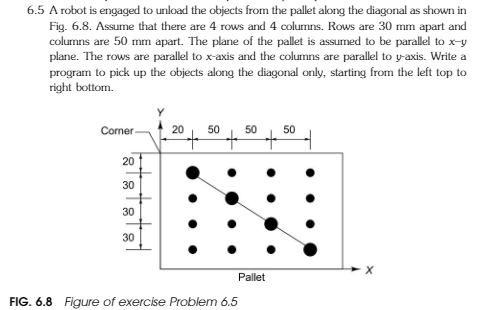 6.5 A robot is engaged to unload the objects from the pallet along the diagonal as shown in
Fig. 6.8. Assume that there are 4 rows and 4 columns. Rows are 30 mm apart and
columns are 50 mm apart. The plane of the pallet is assumed to be parallel to x–y
plane. The rows are parallel to x-axis and the columns are parallel to y-axis. Write a
program to pick up the objects along the diagonal only, starting from the left top to
right bottom.
Y
Corner
20 50 50 50
20
30
30
30
X
Pallet
FIG. 6.8 Figure of exercise Problem 6.5